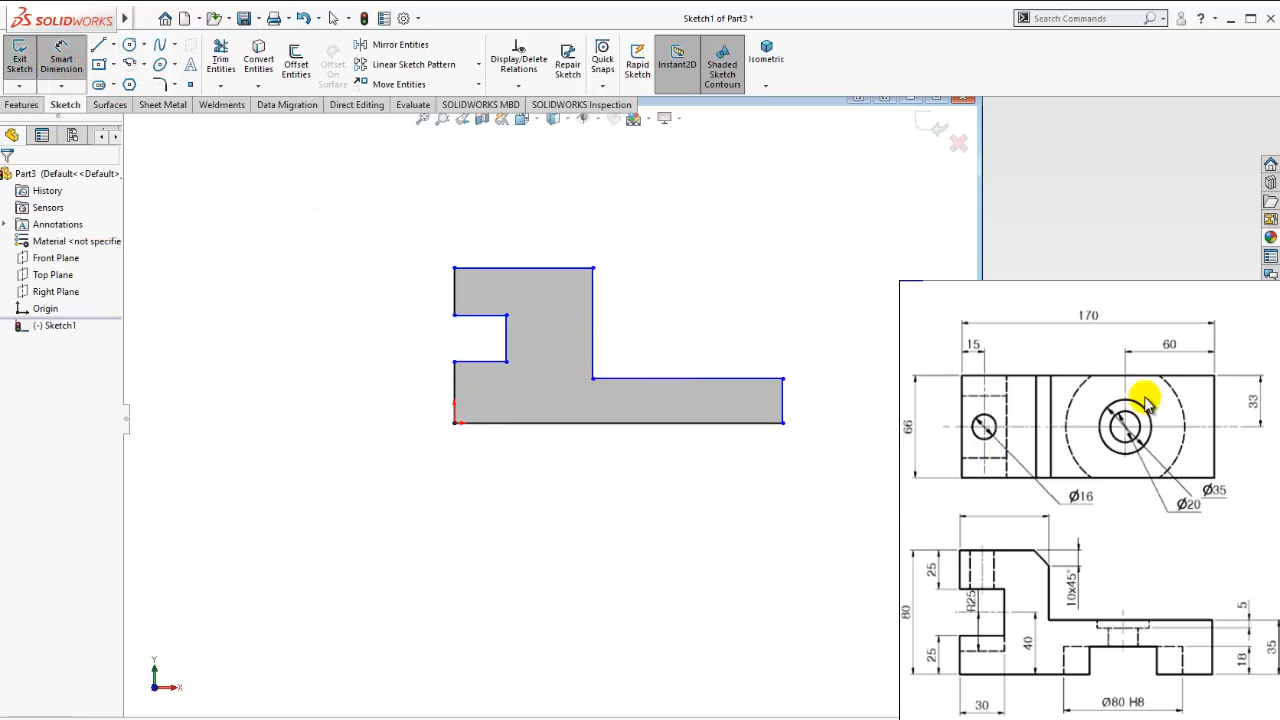 SOLIDWORKS
Sketch1 of Part3 *
Search Commands
Exit Sketch
Smart Dimension
Trim Entities
Convert Entities
Offset Entities
Offset On Surface
Mirror Entities
Linear Sketch Pattern
Move Entities
Display/Delete Relations
Repair Sketch
Quick Snaps
Rapid Sketch
Instant2D
Shaded Sketch Contours
Isometric
Features
Sketch
Surfaces
Sheet Metal
Weldments
Data Migration
Direct Editing
Evaluate
SOLIDWORKS MBD
SOLIDWORKS Inspection
Part3 (Default<<Default>_
History
Sensors
Annotations
Material <not specifie
Front Plane
Top Plane
Right Plane
Origin
(-) Sketch1
Y
X
170
15
60
66
33
Ø16
Ø35
Ø20
25
R25
10x45°
80
40
5
18
35
25
30
Ø80 H8